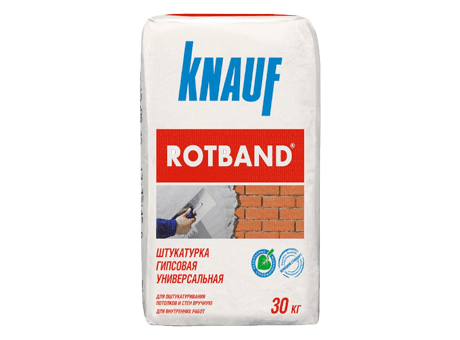 KNAUF
ROTBAND®
ШТУКАТУРКА
ГИПСОВАЯ
УНИВЕРСАЛЬНАЯ
ДЛЯ ОШТУКАТУРИВАНИЯ
ПОТОЛКОВ И СТЕН ВРУЧНУЮ
ДЛЯ ВНУТРЕННИХ РАБОТ
30 КГ